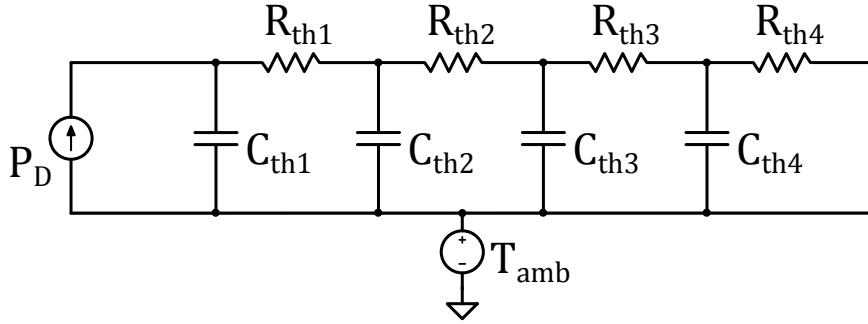 R_th1 R_th2 R_th3 R_th4
P_D C_th1 C_th2 C_th3 C_th4
+
−
T_amb